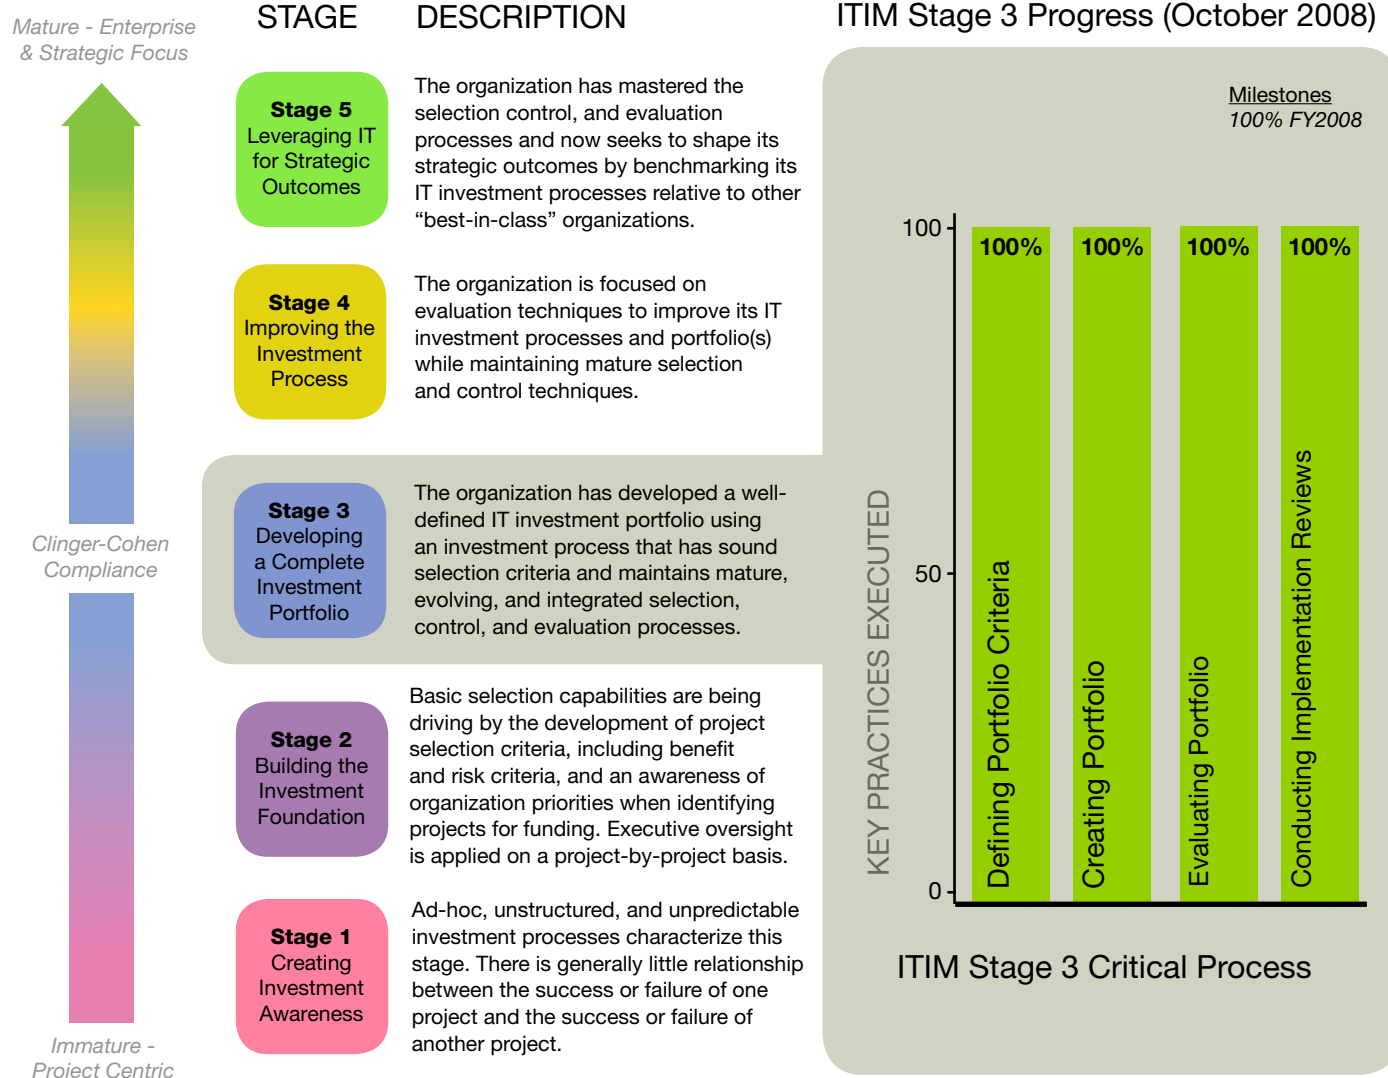 Mature - Enterprise
& Strategic Focus
Clinger-Cohen
Compliance
Immature -
Project Centric
STAGE
DESCRIPTION
Stage 5
Leveraging IT
for Strategic
Outcomes
The organization has mastered the
selection control, and evaluation
processes and now seeks to shape its
strategic outcomes by benchmarking its
IT investment processes relative to other
“best-in-class” organizations.
Stage 4
Improving the
Investment
Process
The organization is focused on
evaluation techniques to improve its IT
investment processes and portfolio(s)
while maintaining mature selection
and control techniques.
Stage 3
Developing
a Complete
Investment
Portfolio
The organization has developed a well-
defined IT investment portfolio using
an investment process that has sound
selection criteria and maintains mature,
evolving, and integrated selection,
control, and evaluation processes.
Stage 2
Building the
Investment
Foundation
Basic selection capabilities are being
driving by the development of project
selection criteria, including benefit
and risk criteria, and an awareness of
organization priorities when identifying
projects for funding. Executive oversight
is applied on a project-by-project basis.
Stage 1
Creating
Investment
Awareness
Ad-hoc, unstructured, and unpredictable
investment processes characterize this
stage. There is generally little relationship
between the success or failure of one
project and the success or failure of
another project.
ITIM Stage 3 Progress (October 2008)
Milestones
100% FY2008
KEY PRACTICES EXECUTED
100
50
0
100%
100%
100%
100%
Defining Portfolio Criteria
Creating Portfolio
Evaluating Portfolio
Conducting Implementation Reviews
ITIM Stage 3 Critical Process